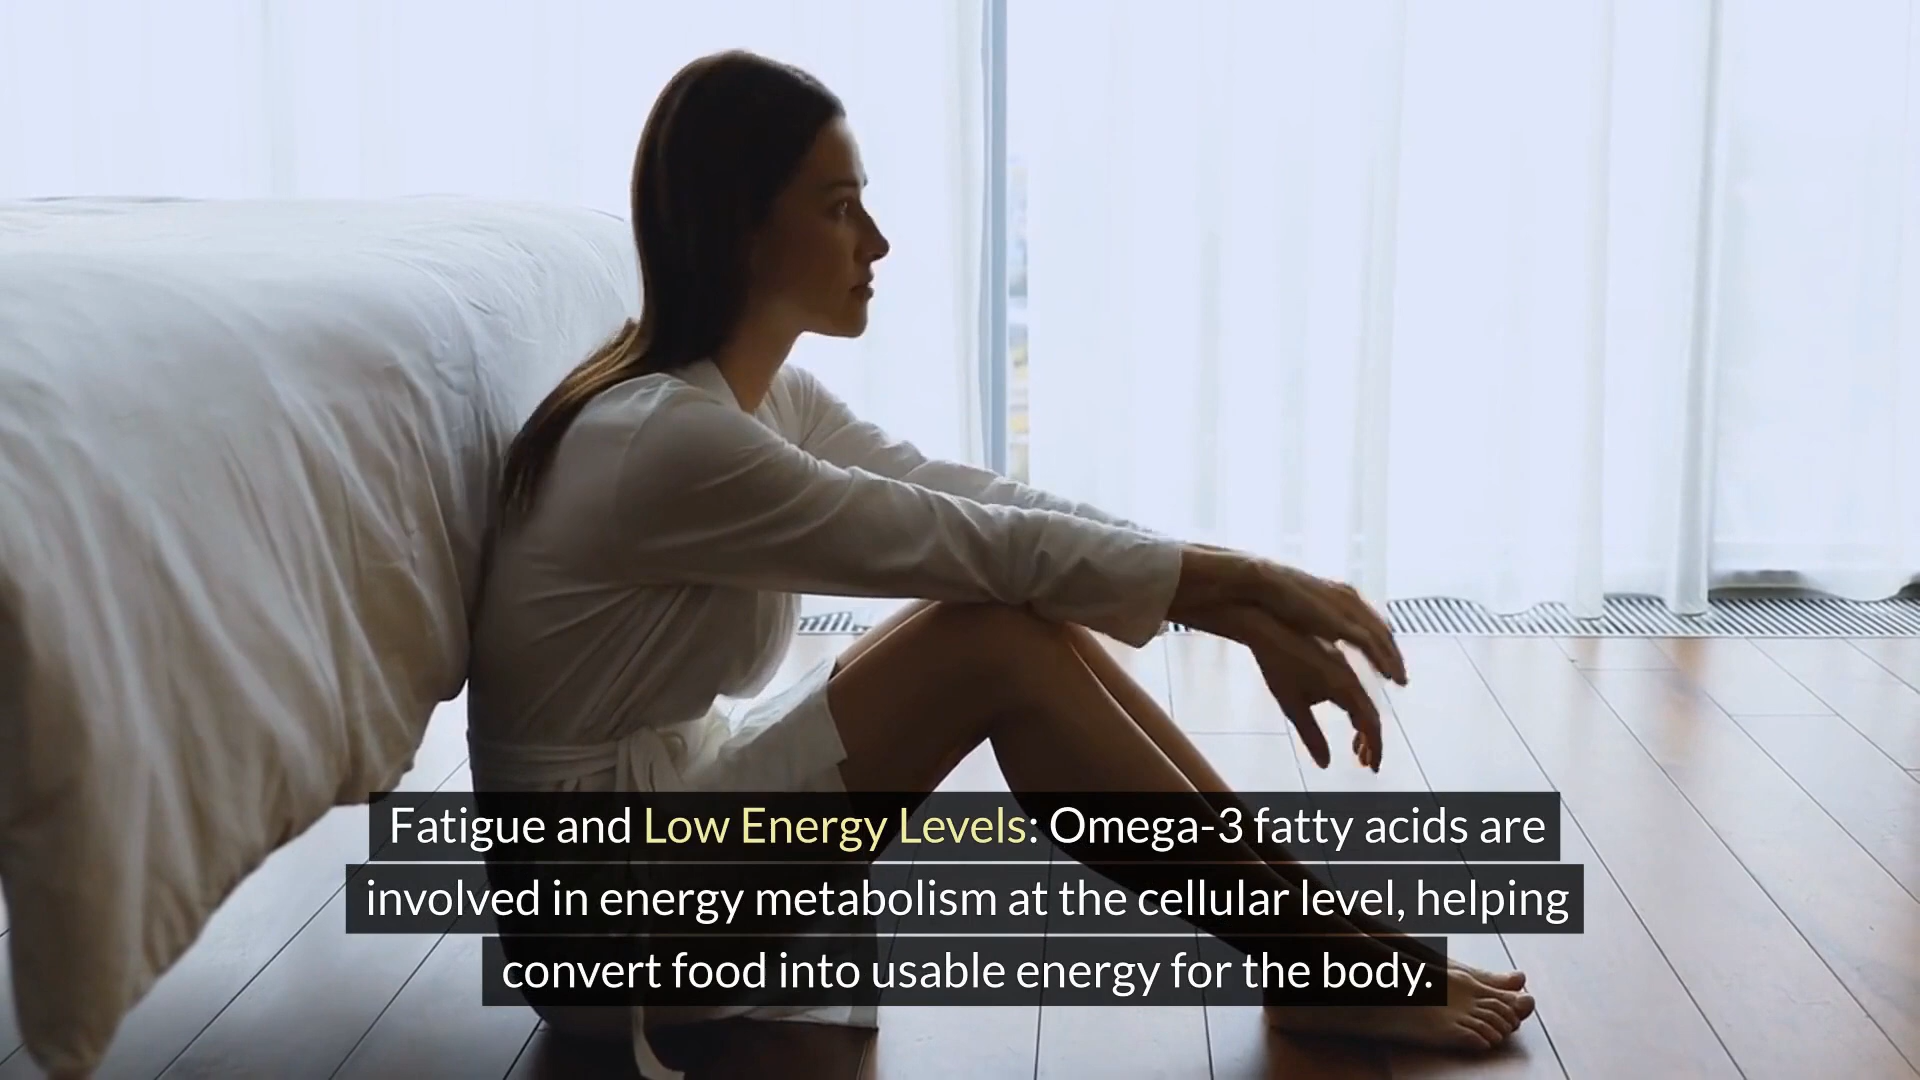 Fatigue and Low Energy Levels: Omega-3 fatty acids are
involved in energy metabolism at the cellular level, helping
convert food into usable energy for the body.